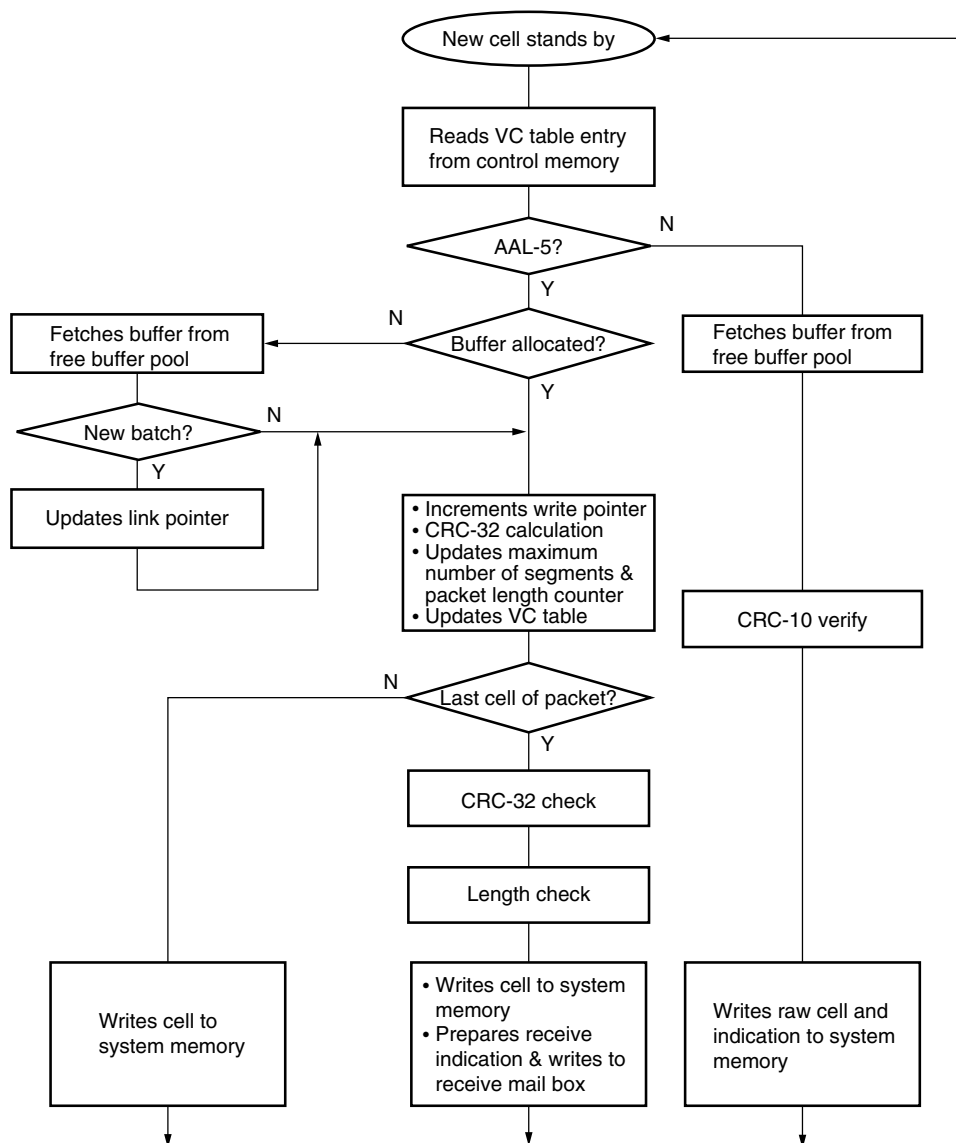 New cell stands by
Reads VC table entry
from control memory
N
AAL-5?
Y
N
Fetches buffer from
free buffer pool
Buffer allocated?
Fetches buffer from
free buffer pool
Y
N
New batch?
Y
Updates link pointer
• Increments write pointer
• CRC-32 calculation
• Updates maximum
number of segments &
packet length counter
• Updates VC table
CRC-10 verify
N
Last cell of packet?
Y
CRC-32 check
Length check
Writes cell to
system memory
• Writes cell to system
memory
• Prepares receive
indication & writes to
receive mail box
Writes raw cell and
indication to system
memory